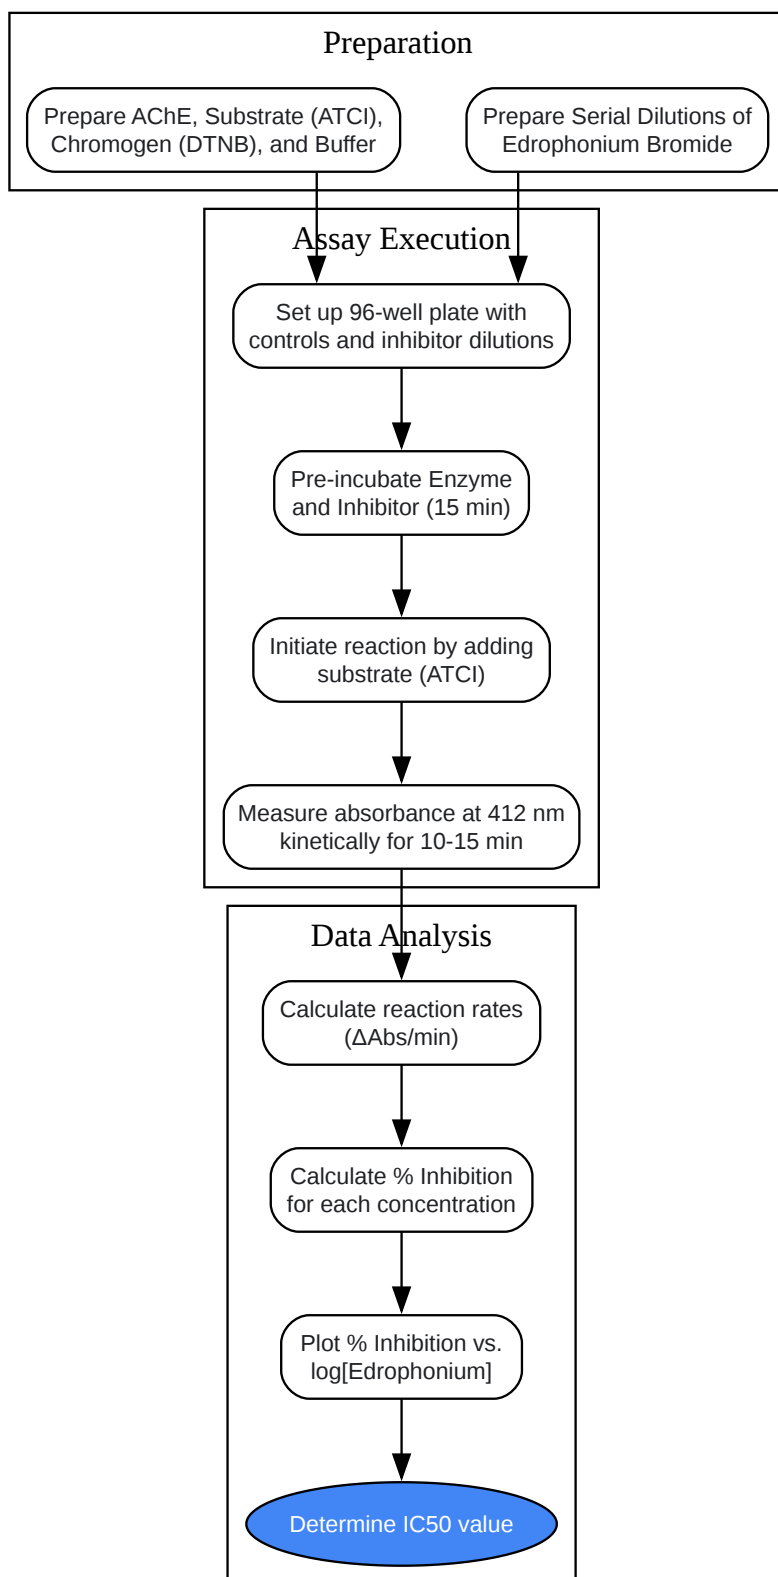 Preparation
Prepare AChE, Substrate (ATCI),
Chromogen (DTNB), and Buffer
Prepare Serial Dilutions of
Edrophonium Bromide
Assay Execution
Set up 96-well plate with
controls and inhibitor dilutions
Pre-incubate Enzyme
and Inhibitor (15 min)
Initiate reaction by adding
substrate (ATCI)
Measure absorbance at 412 nm
kinetically for 10-15 min
Data Analysis
Calculate reaction rates
(ΔAbs/min)
Calculate % Inhibition
for each concentration
Plot % Inhibition vs.
log[Edrophonium]
Determine IC50 value